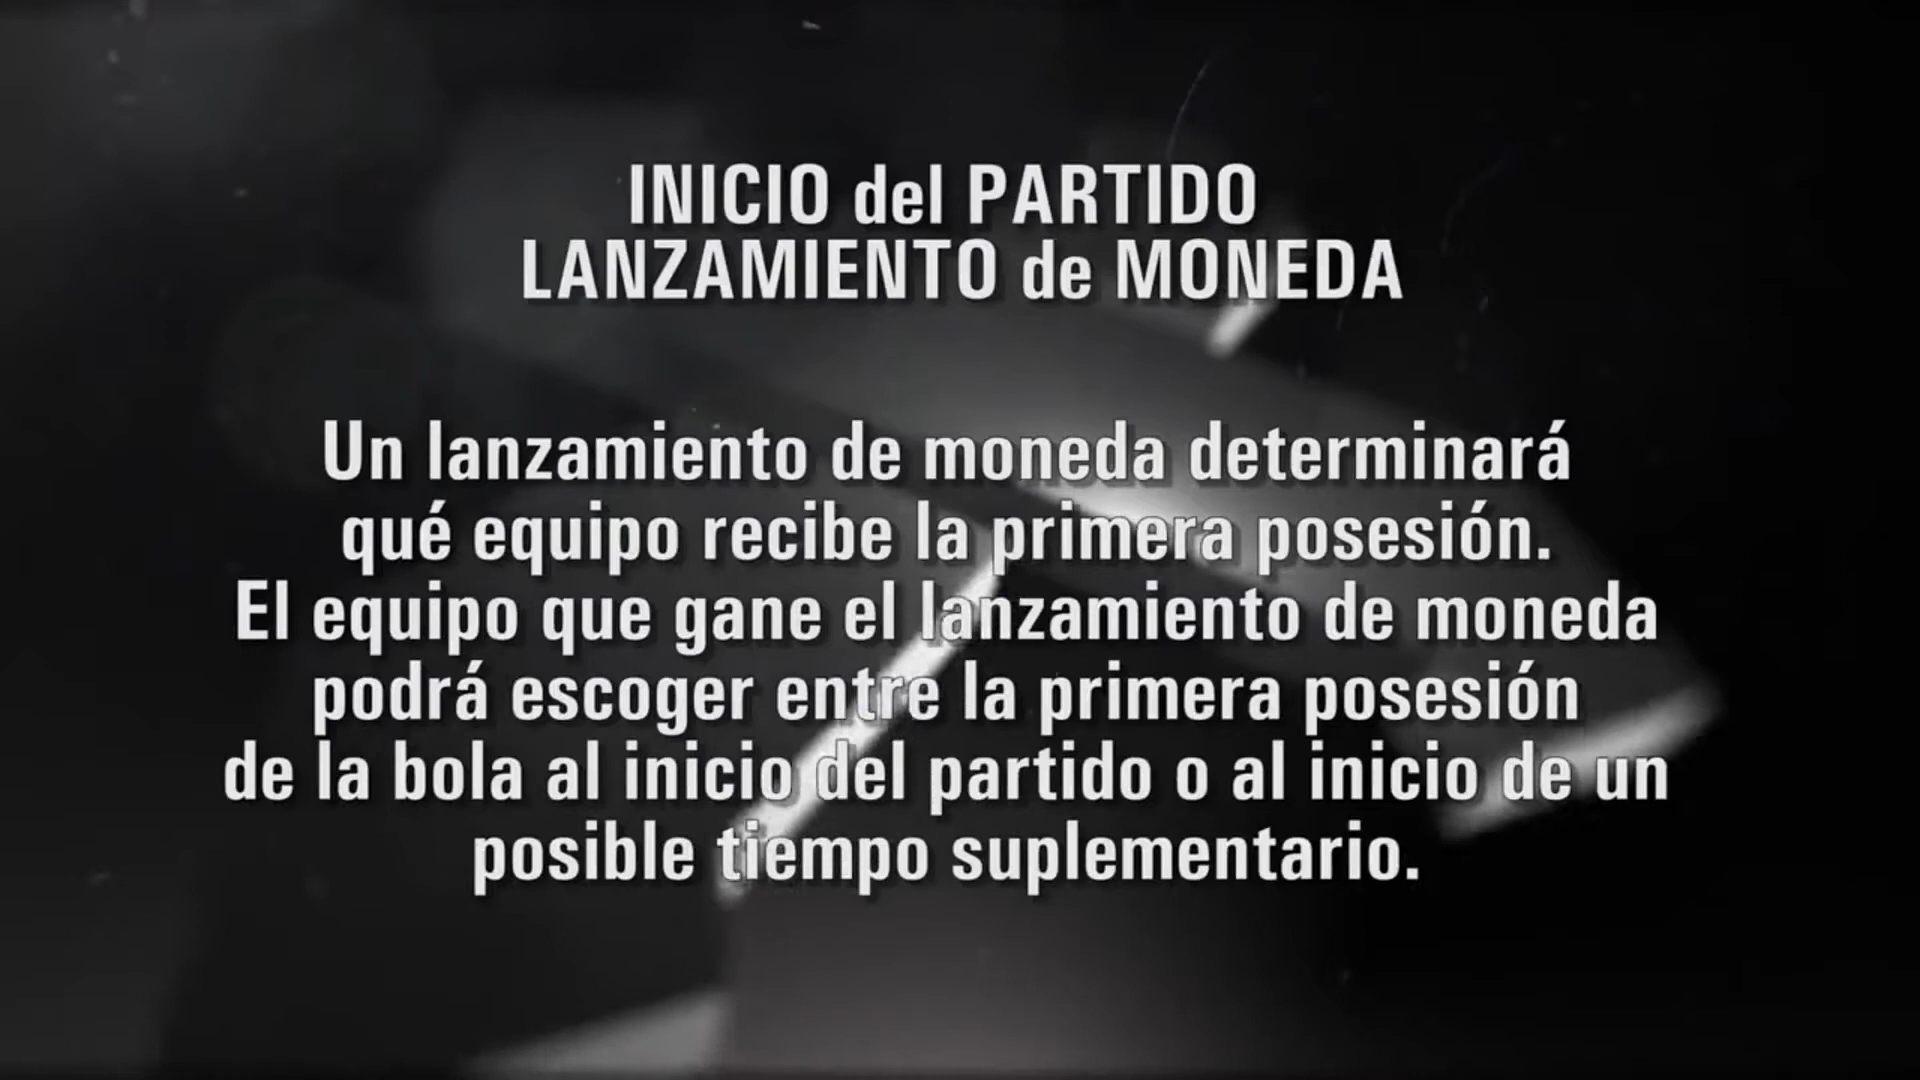 INICIO del PARTIDO
LANZAMIENTO de MONEDA
Un lanzamiento de moneda determinará
qué equipo recibe la primera posesión.
El equipo que gane el lanzamiento de moneda
podrá escoger entre la primera posesión
de la bola al inicio del partido o al inicio de un
posible tiempo suplementario.